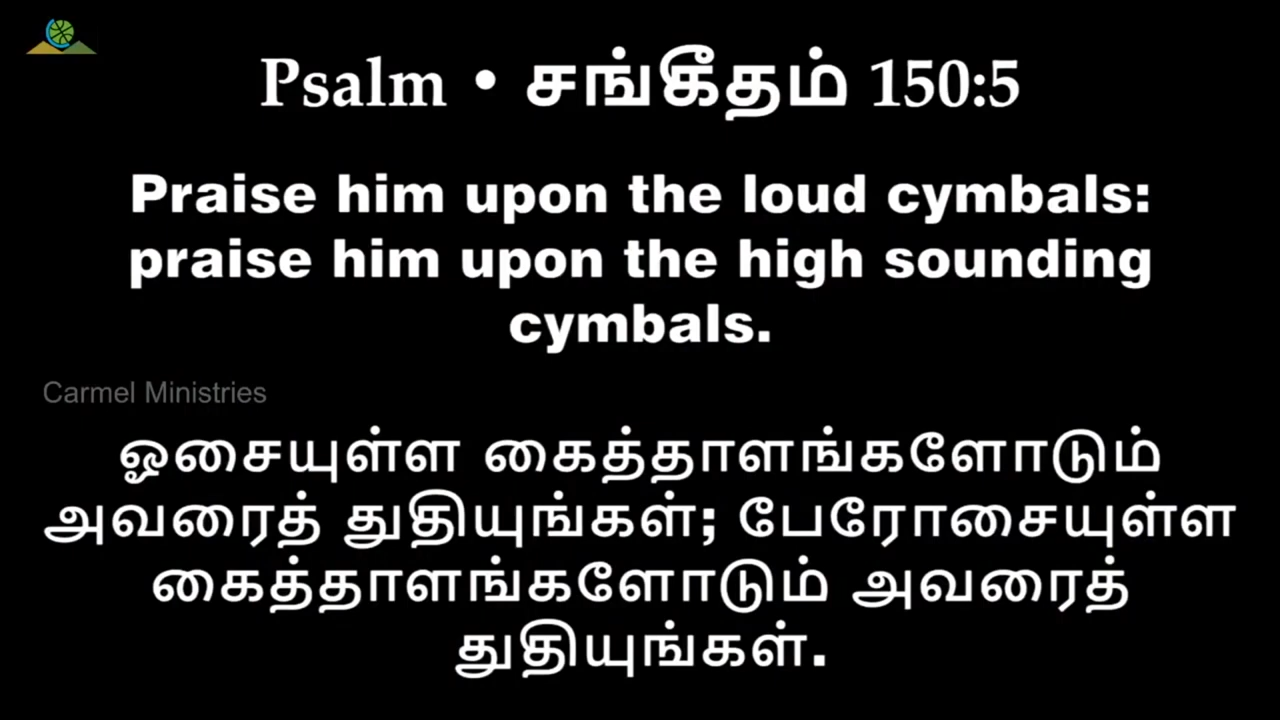 Psalm • சங்கீதம் 150:5
Praise him upon the loud cymbals:
praise him upon the high sounding
cymbals.
Carmel Ministries
ஓசையுள்ள கைத்தாளங்களோடும்
அவரைத் துதியுங்கள்; பேரோசையுள்ள
கைத்தாளங்களோடும் அவரைத்
துதியுங்கள்.